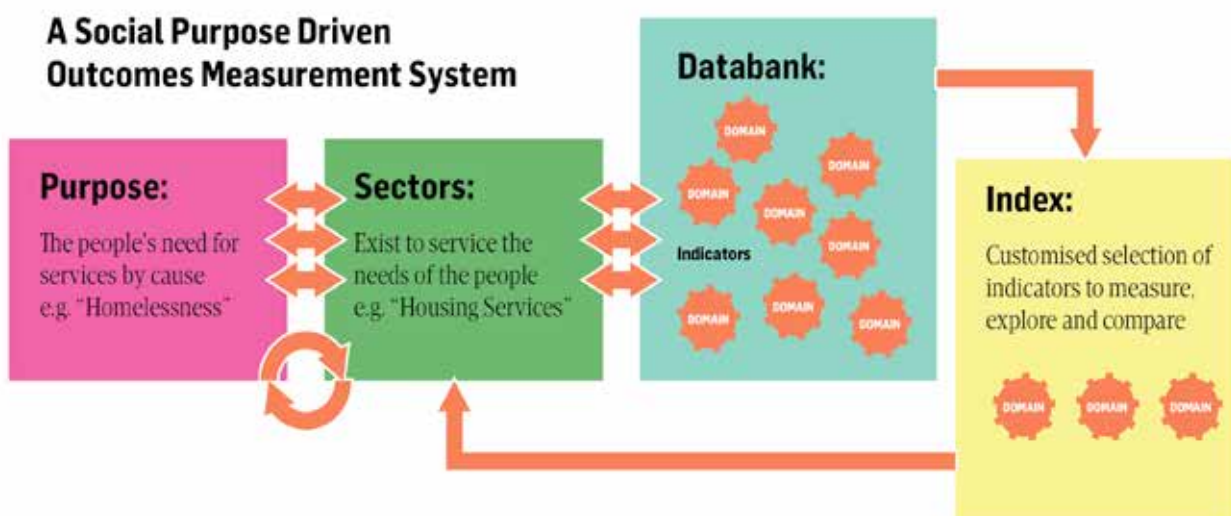 A Social Purpose Driven
Outcomes Measurement System
Purpose:
The people's need for
services by cause
e.g. “Homelessness”
Sectors:
Exist to service the
needs of the people
e.g. “Housing Services”
Databank:
DOMAIN
DOMAIN
DOMAIN
DOMAIN
DOMAIN
Indicators
DOMAIN
DOMAIN
DOMAIN
Index:
Customised selection of
indicators to measure,
explore and compare
DOMAIN
DOMAIN
DOMAIN